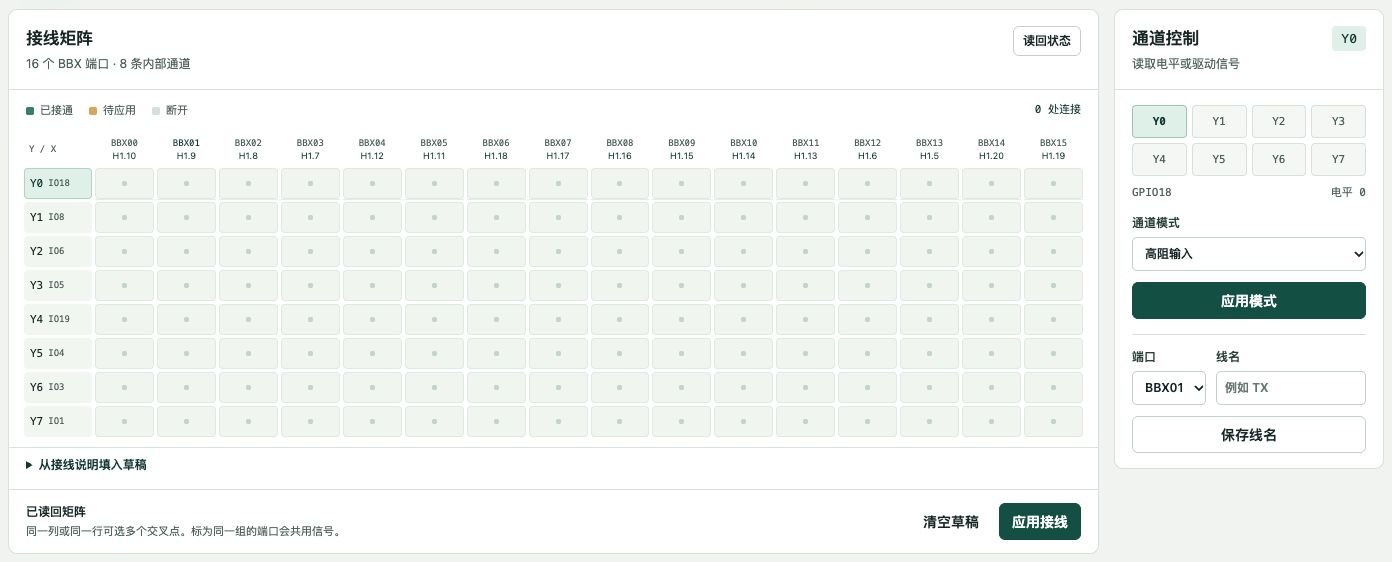 接线矩阵
16 个 BBX 端口 · 8 条内部通道
读回状态
已接通 待应用 断开
0 处连接
Y / X BBX00 BBX01 BBX02 BBX03 BBX04 BBX05 BBX06 BBX07 BBX08 BBX09 BBX10 BBX11 BBX12 BBX13 BBX14 BBX15
H1.10 H1.9 H1.8 H1.7 H1.12 H1.11 H1.18 H1.17 H1.16 H1.15 H1.14 H1.13 H1.6 H1.5 H1.20 H1.19
Y0 IO18
Y1 IO8
Y2 IO6
Y3 IO5
Y4 IO19
Y5 IO4
Y6 IO3
Y7 IO1
从接线说明填入草稿
已读回矩阵
同一列或同一行可选多个交叉点。标为同一组的端口会共用信号。
清空草稿 应用接线
通道控制 Y0
读取电平或驱动信号
Y0 Y1 Y2 Y3
Y4 Y5 Y6 Y7
GPIO18 电平 0
通道模式
高阻输入
应用模式
端口 线名
BBX01 例如 TX
保存线名